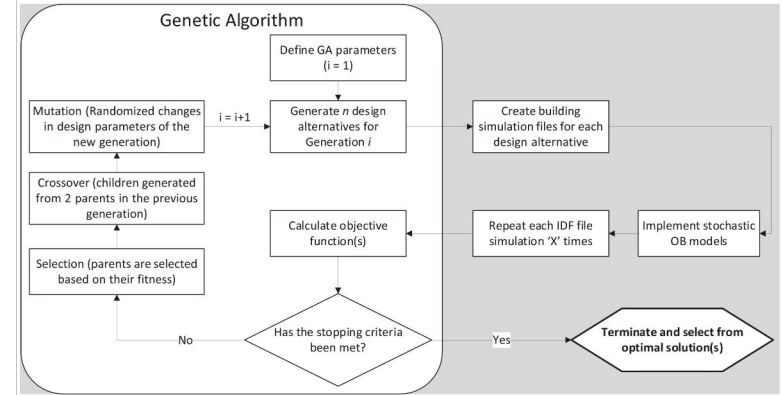 Genetic Algorithm
Define GA parameters
(i = 1)
Mutation (Randomized changes
in design parameters of the
new generation)
i = i+1
Generate n design
alternatives for
Generation i
Create building
simulation files for each
design alternative
Crossover (children generated
from 2 parents in the previous
generation)
Calculate objective
function(s)
Repeat each IDF file
simulation 'X' times
Implement stochastic
OB models
Selection (parents are selected
based on their fitness)
Has the stopping criteria
been met?
No
Yes
Terminate and select from
optimal solution(s)